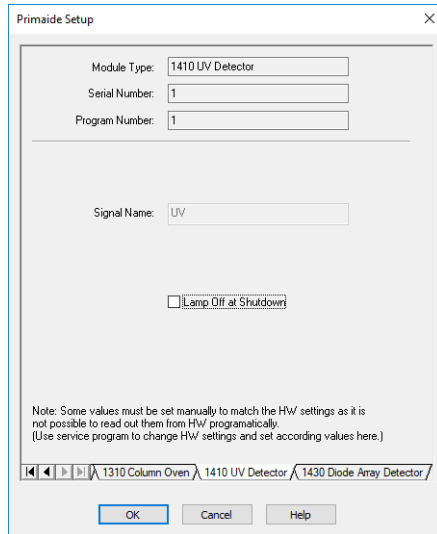 Primaide Setup
Module Type: 1410 UV Detector
Serial Number: 1
Program Number: 1
Signal Name: UV
Lamp Off at Shutdown
Note: Some values must be set manually to match the HW settings as it is
not possible to read out them from HW programatically.
(Use service program to change HW settings and set according values here.)
1310 Column Oven 1410 UV Detector 1430 Diode Array Detector
OK Cancel Help